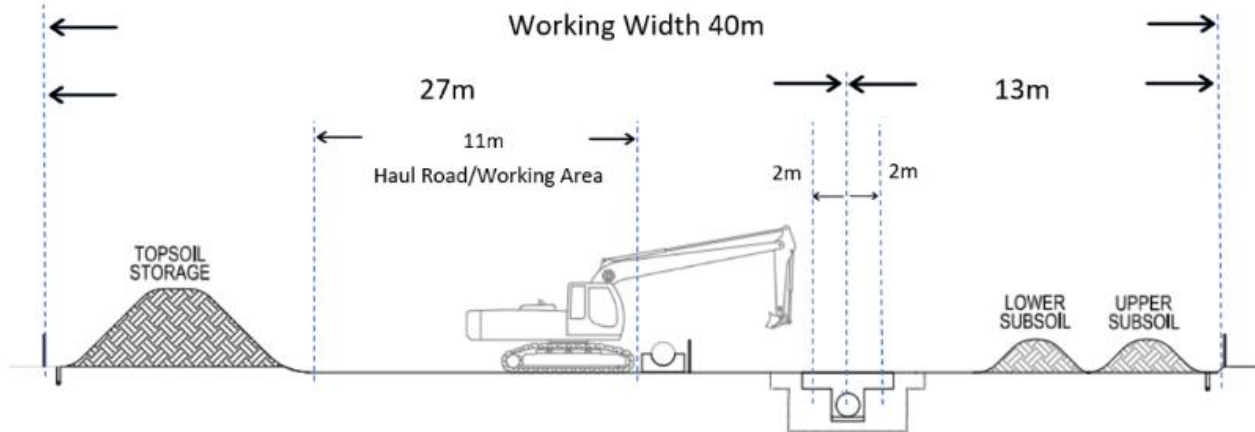 Working Width 40m
27m
13m
11m
Haul Road/Working Area
2m
2m
TOPSOIL
STORAGE
LOWER
SUBSOIL
UPPER
SUBSOIL